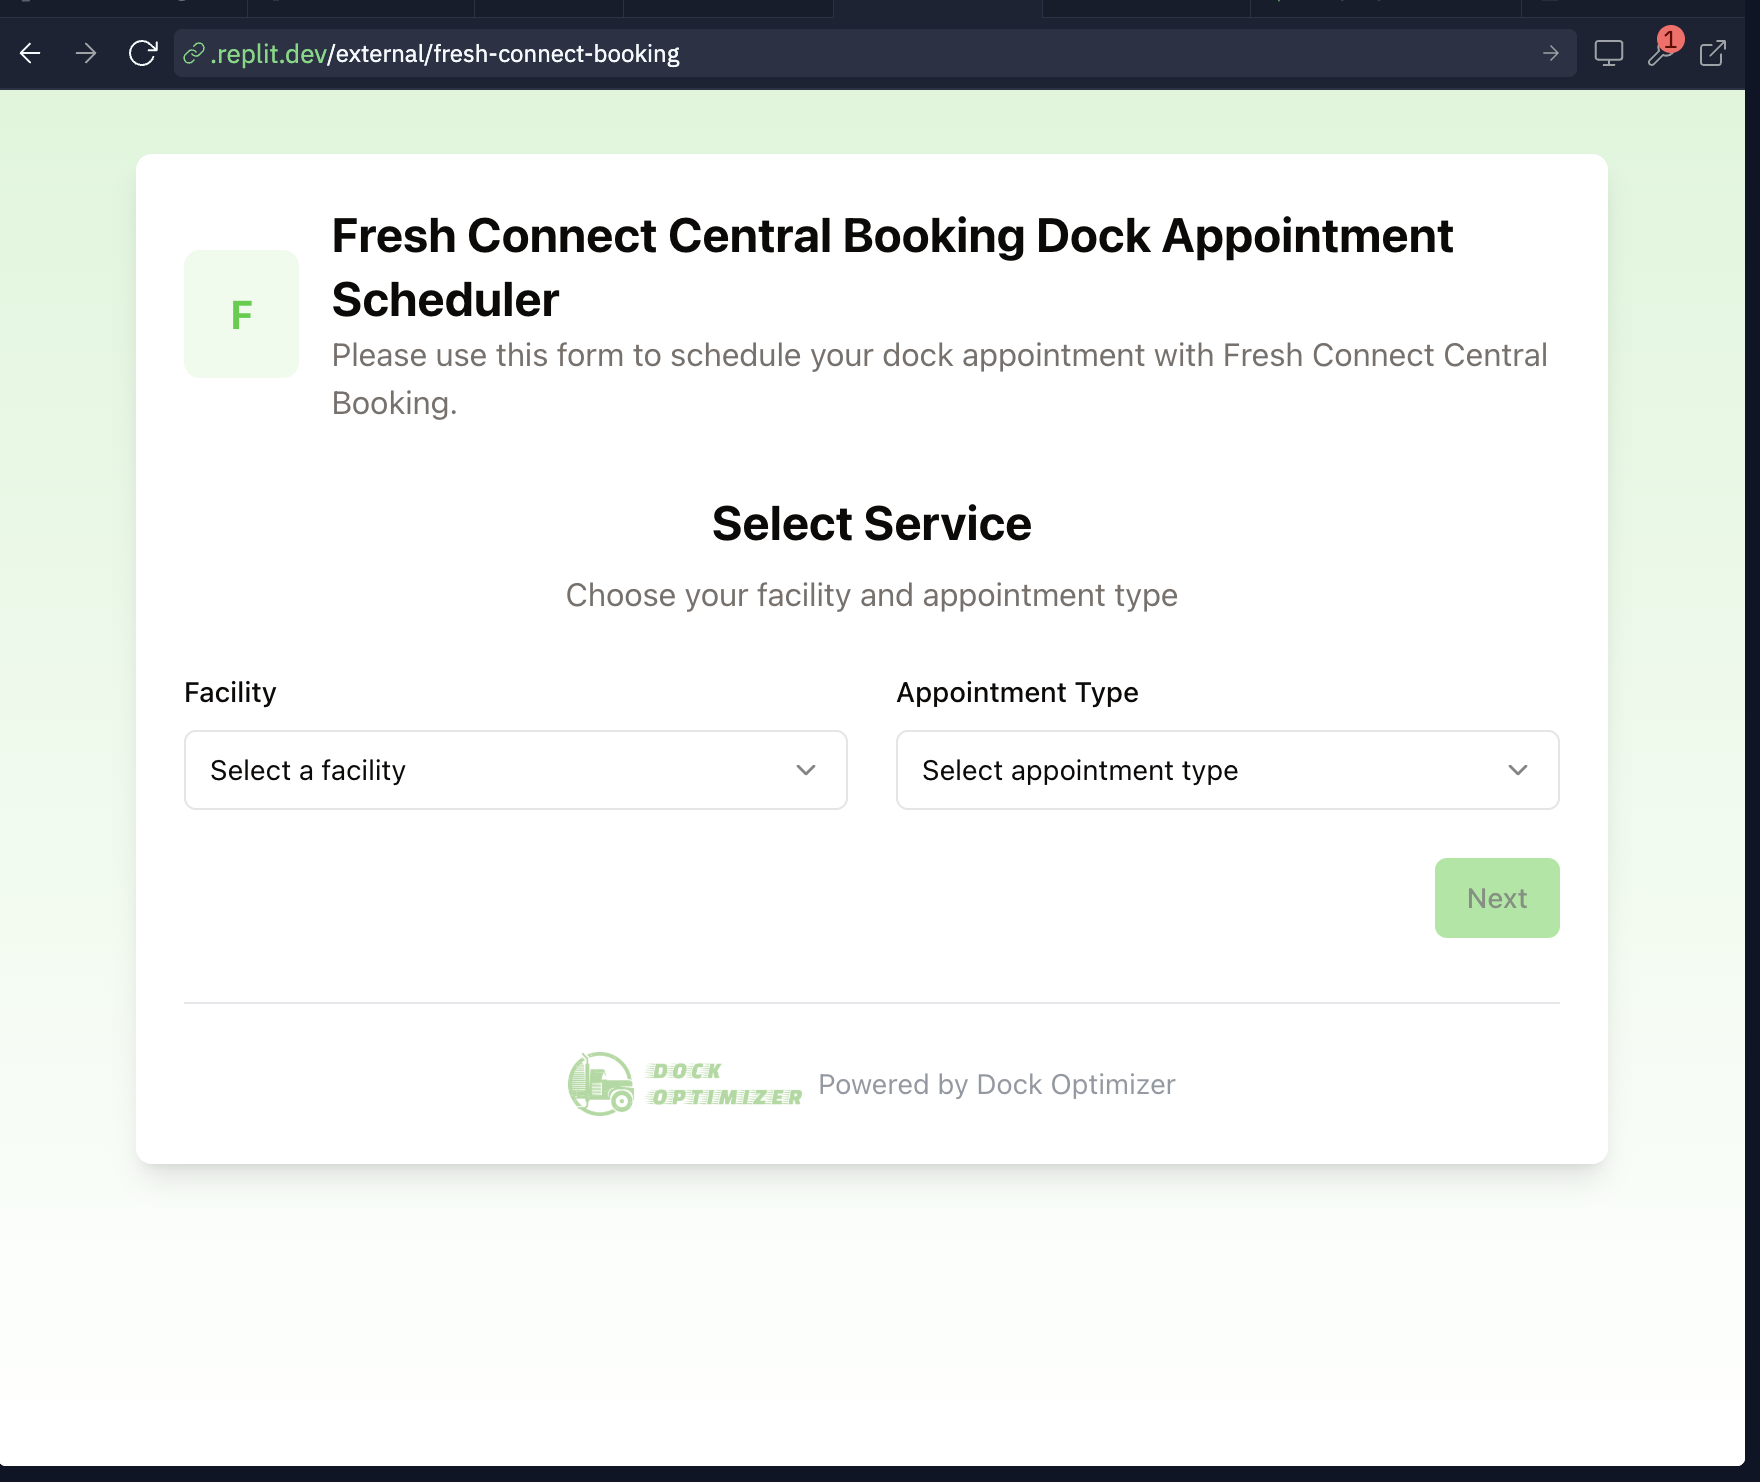 .replit.dev/external/fresh-connect-booking
1
Fresh Connect Central Booking Dock Appointment
Scheduler
F
Please use this form to schedule your dock appointment with Fresh Connect Central
Booking.
Select Service
Choose your facility and appointment type
Facility
Appointment Type
Select a facility
Select appointment type
Next
DOCK
OPTIMIZER
Powered by Dock Optimizer